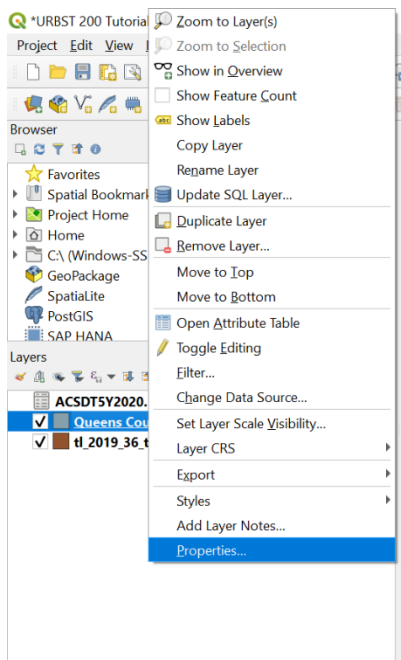 *URBST 200 Tutorial
Project Edit View
Browser
Favorites
Spatial Bookmark
Project Home
Home
C:\ (Windows-SS
GeoPackage
SpatiaLite
PostGIS
SAP HANA
Layers
ACSDT5Y2020.
Queens Cou
tl_2019_36_t
Zoom to Layer(s)
Zoom to Selection
Show in Overview
Show Feature Count
abc Show Labels
Copy Layer
Rename Layer
Update SQL Layer...
Duplicate Layer
Remove Layer...
Move to Top
Move to Bottom
Open Attribute Table
Toggle Editing
Filter...
Change Data Source...
Set Layer Scale Visibility...
Layer CRS
Export
Styles
Add Layer Notes...
Properties...